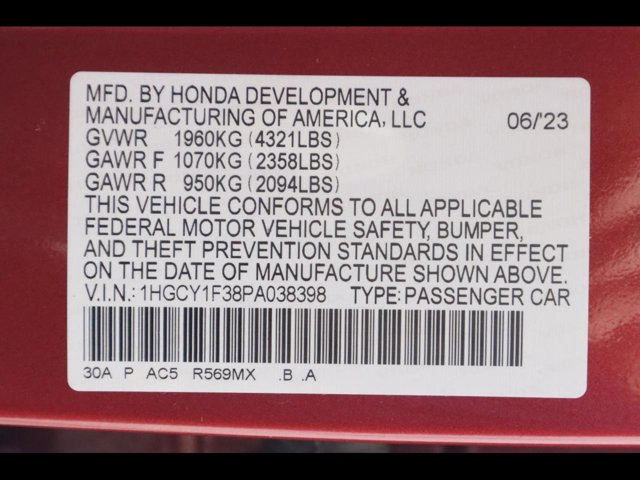 MFD. BY HONDA DEVELOPMENT &
MANUFACTURING OF AMERICA, LLC 06/'23
GVWR 1960KG (4321LBS)
GAWR F 1070KG (2358LBS)
GAWR R 950KG (2094LBS)
THIS VEHICLE CONFORMS TO ALL APPLICABLE
FEDERAL MOTOR VEHICLE SAFETY, BUMPER,
AND THEFT PREVENTION STANDARDS IN EFFECT
ON THE DATE OF MANUFACTURE SHOWN ABOVE.
V.I.N.: 1HGCY1F38PA038398 TYPE: PASSENGER CAR
30A P AC5 R569MX .B .A